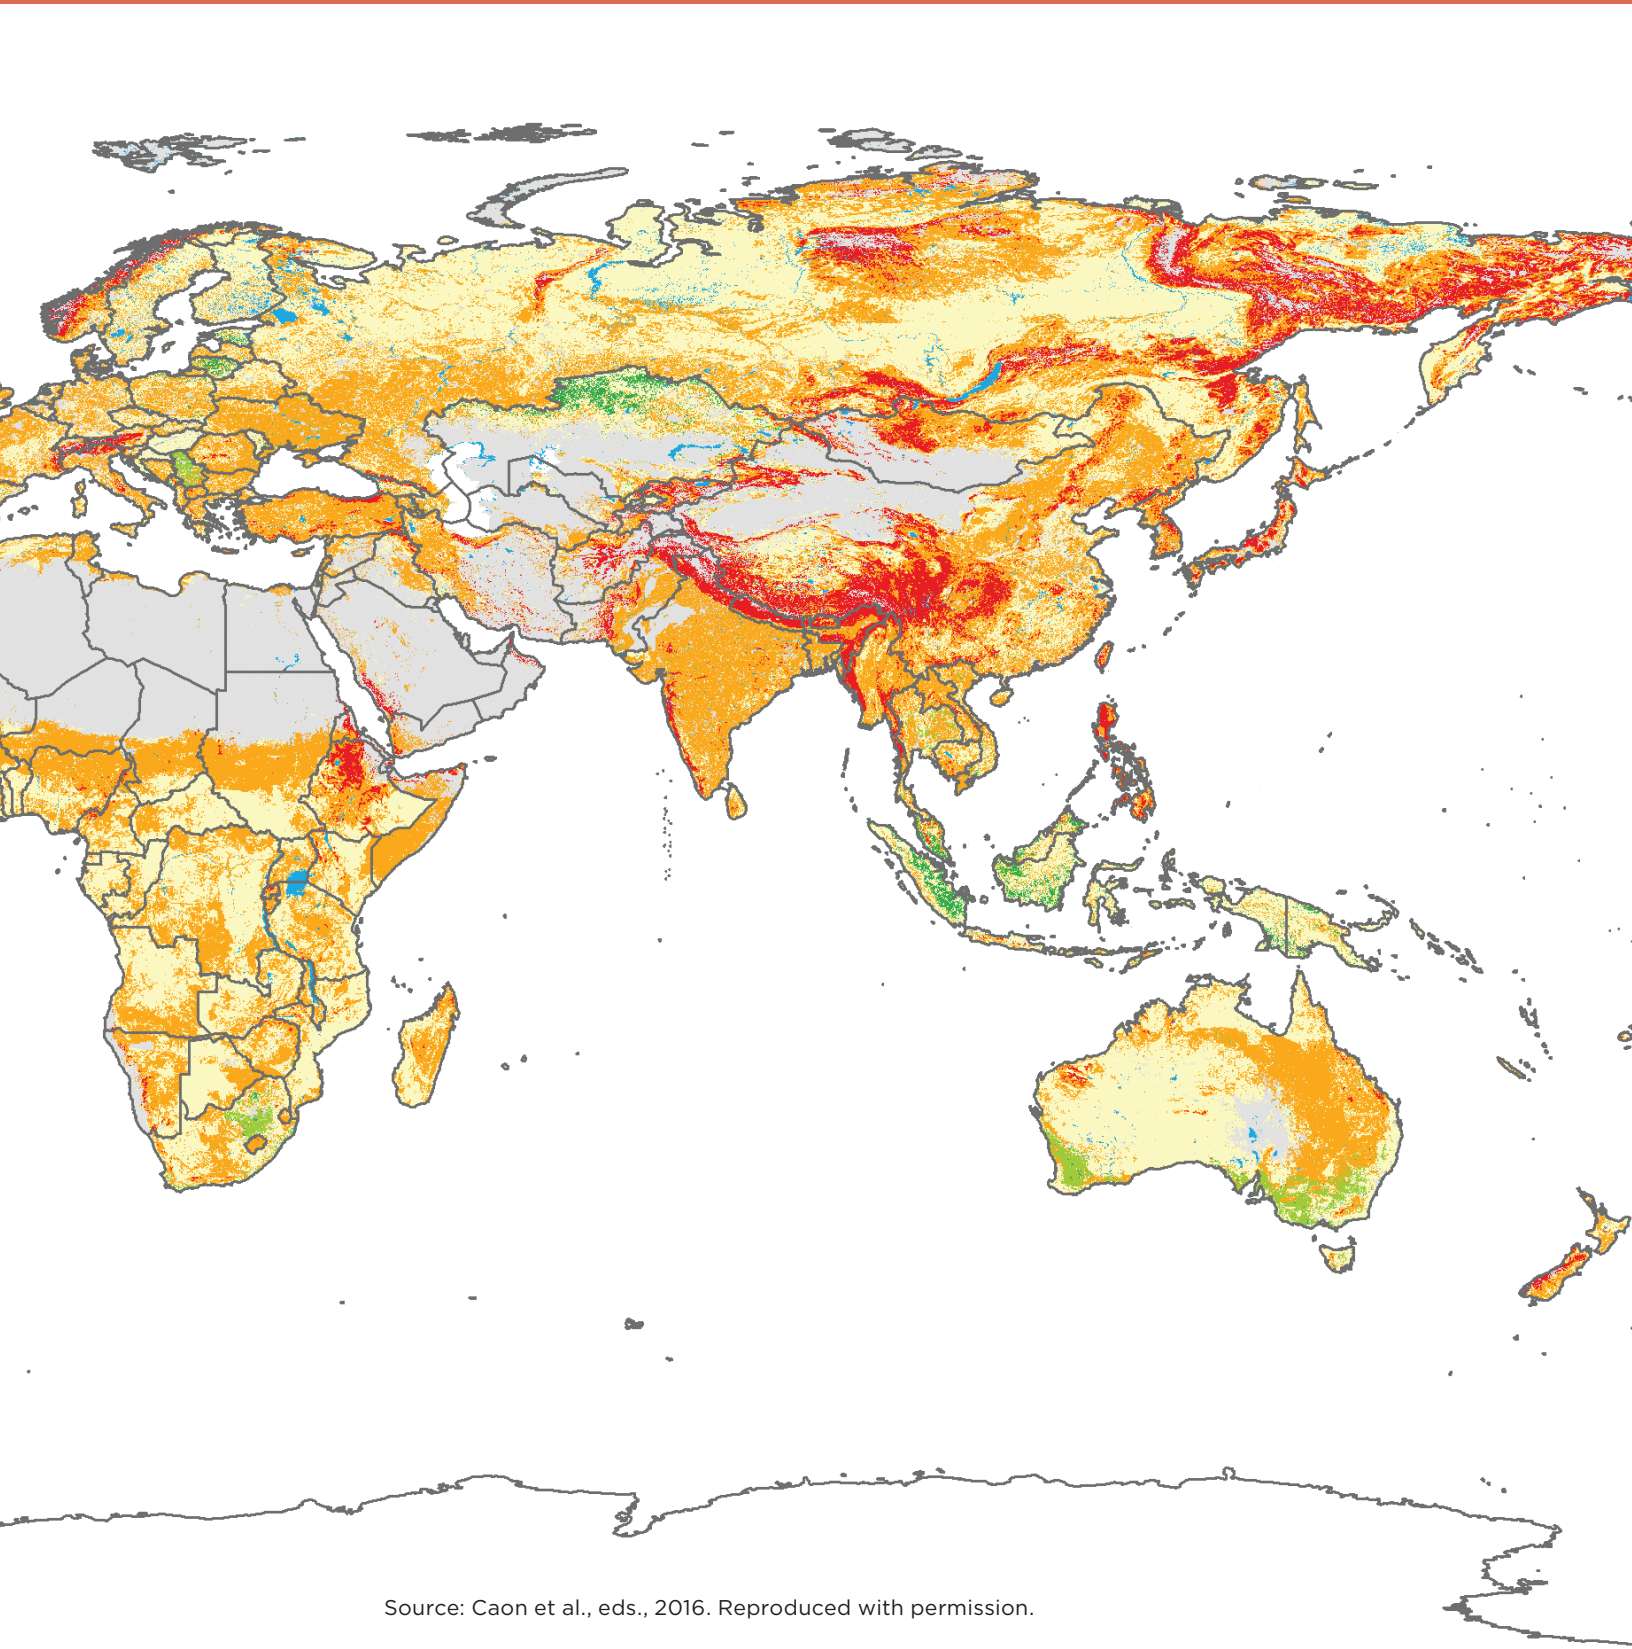 Source: Caon et al., eds., 2016. Reproduced with permission.